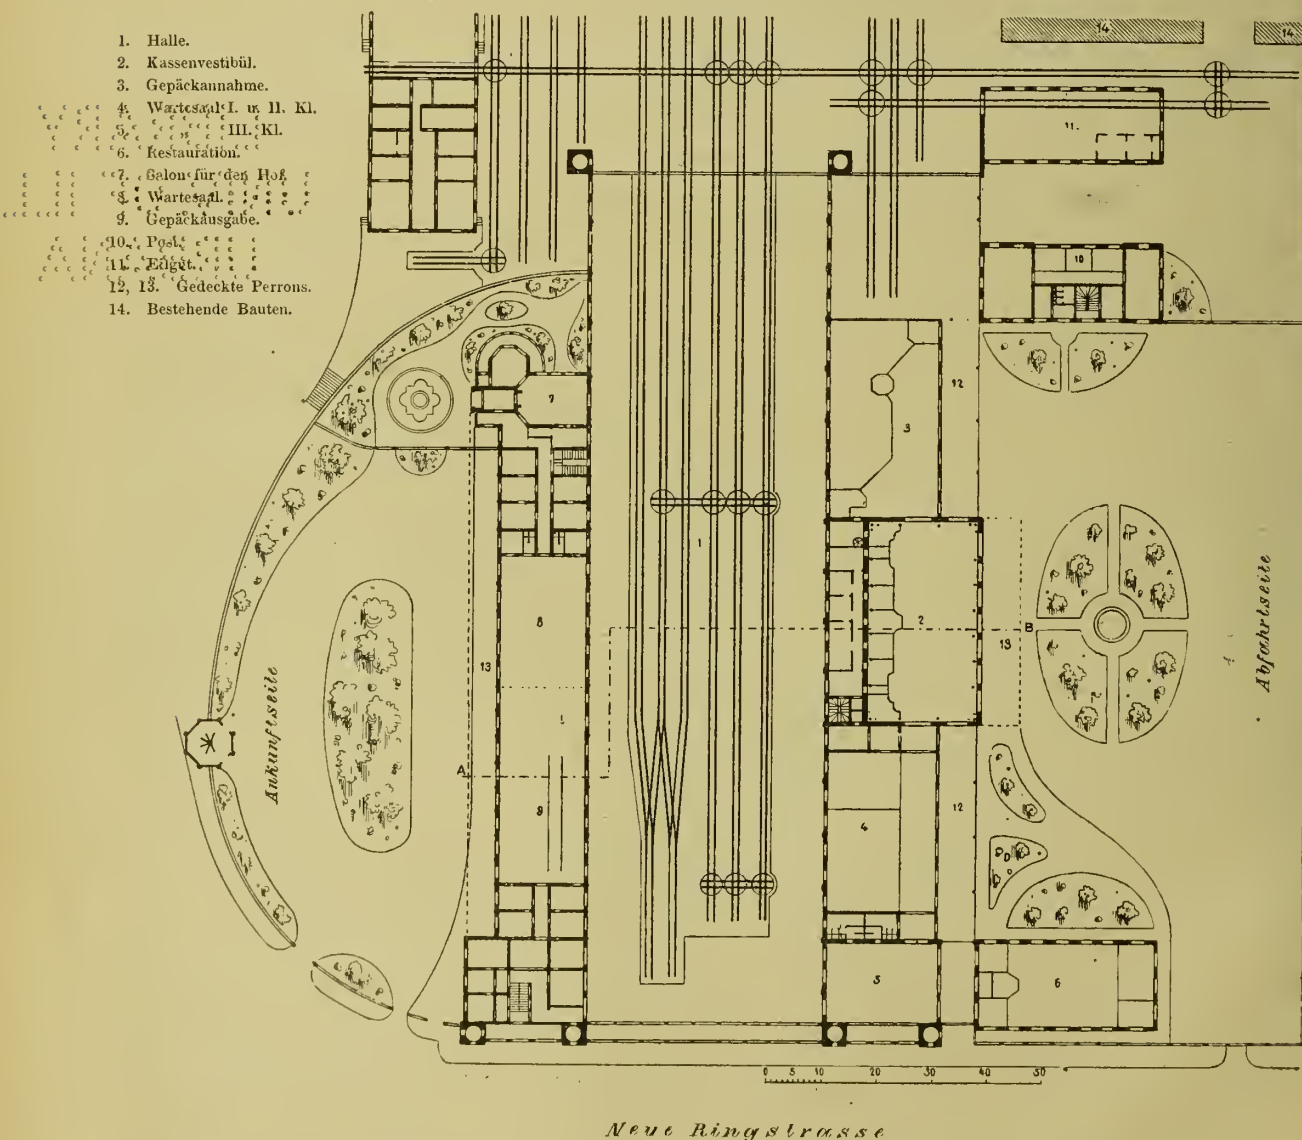 1. Halle.
2. Kassenvestibül.
3. Gepäckannahme.
4. Wartesaal I. u. II. Kl.
5. „ III. Kl.
6. Restauration.
7. Salon für den Hof.
8. Wartesaal.
9. Gepäckausgabe.
10. Post.
11. Eilgut.
12, 13. Gedeckte Perrons.
14. Bestehende Bauten.
14
14
11.
10
12
7
3
1
8
2
13
B
13
A
9
4
12
D
5
6
Ankunftseite
Abfahrtseite
0 5 10 20 30 40 50
Neue Ringstrasse